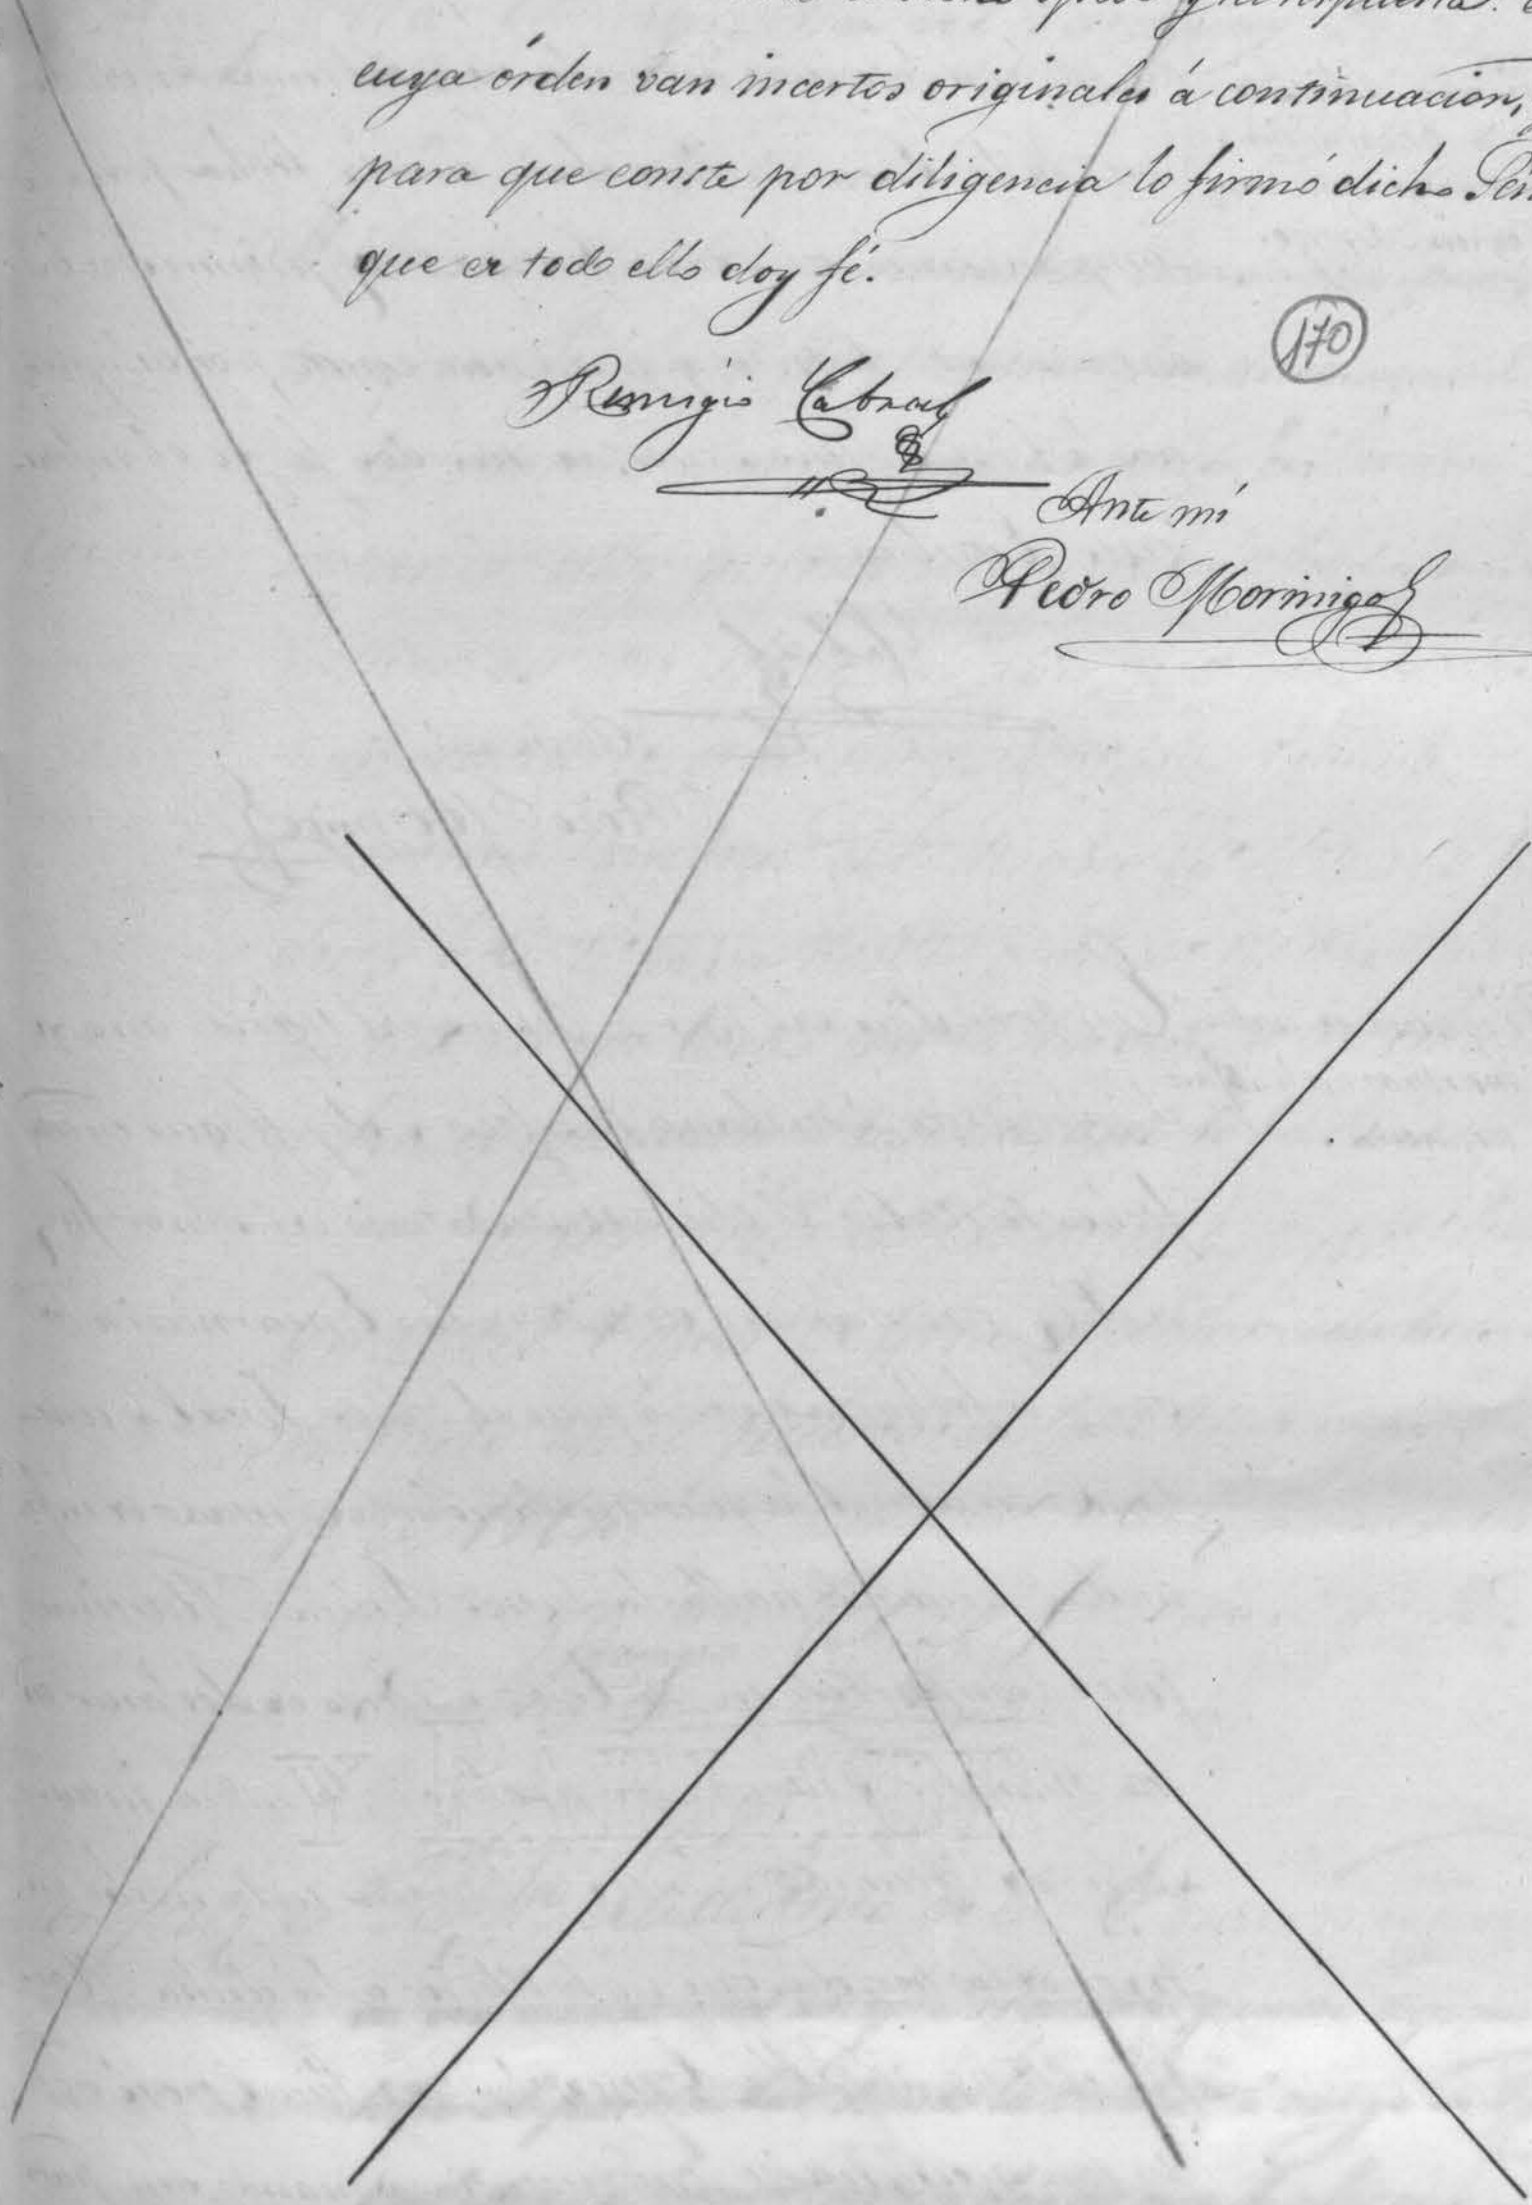 cuya órden van incertos originales á continuacion,
para que conste por diligencia lo firmó dicho
que de todo ello doy fé.
170
Remigio Cabral
Ante mí
Pedro Morinigo